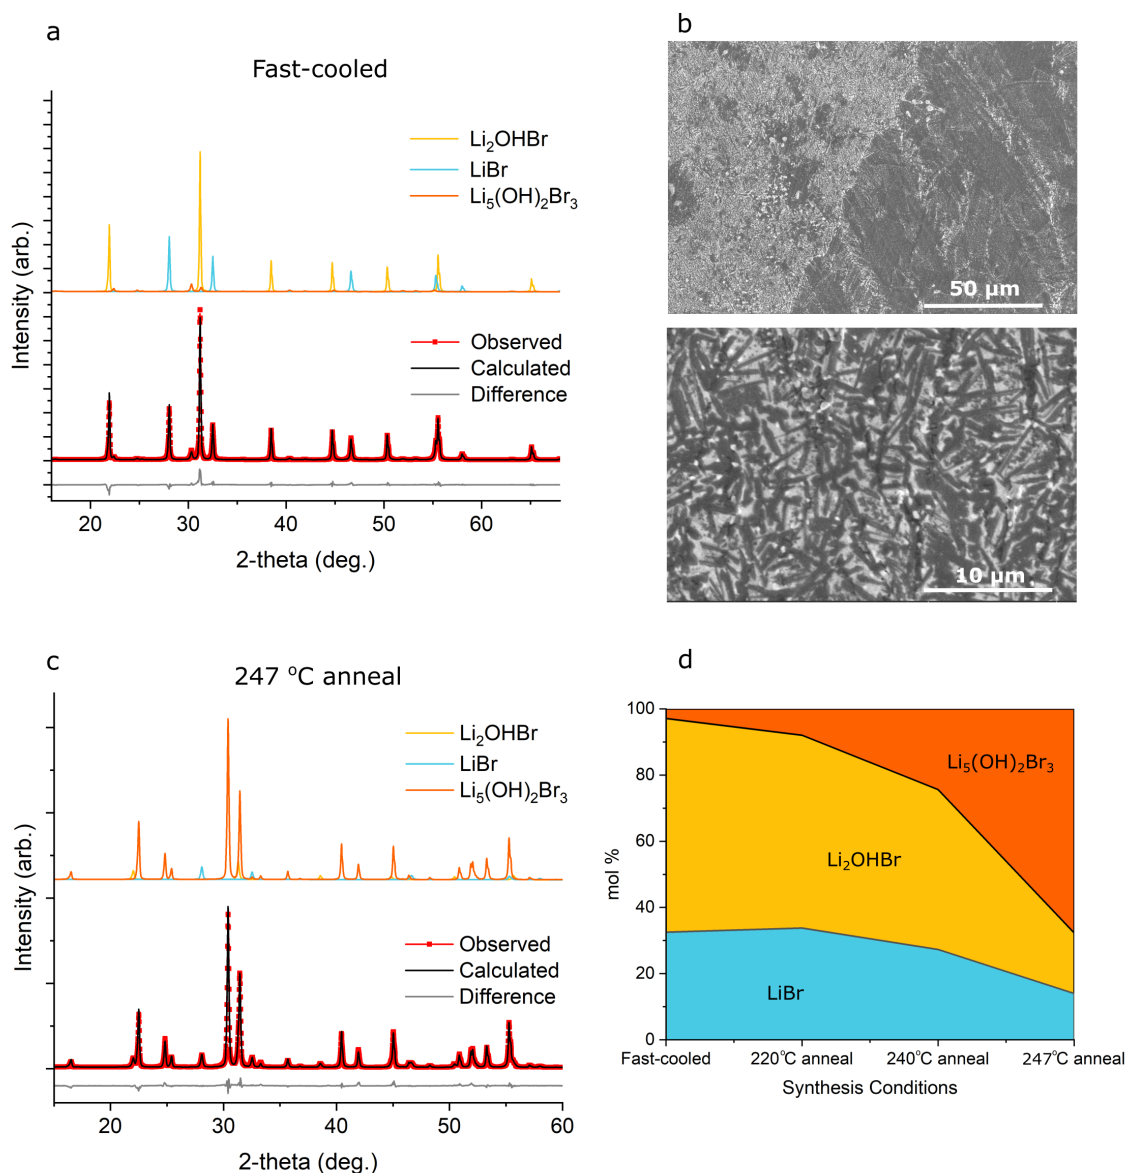 a
Fast-cooled
Li₂OHBr
LiBr
Li₅(OH)₂Br₃
Observed
Calculated
Difference
Intensity (arb.)
20 30 40 50 60
2-theta (deg.)
b
50 µm
10 µm
c
247 °C anneal
Li₂OHBr
LiBr
Li₅(OH)₂Br₃
Observed
Calculated
Difference
Intensity (arb.)
20 30 40 50 60
2-theta (deg.)
d
100
80
60
40
20
0
mol %
Li₅(OH)₂Br₃
Li₂OHBr
LiBr
Fast-cooled 220°C anneal 240°C anneal 247°C anneal
Synthesis Conditions